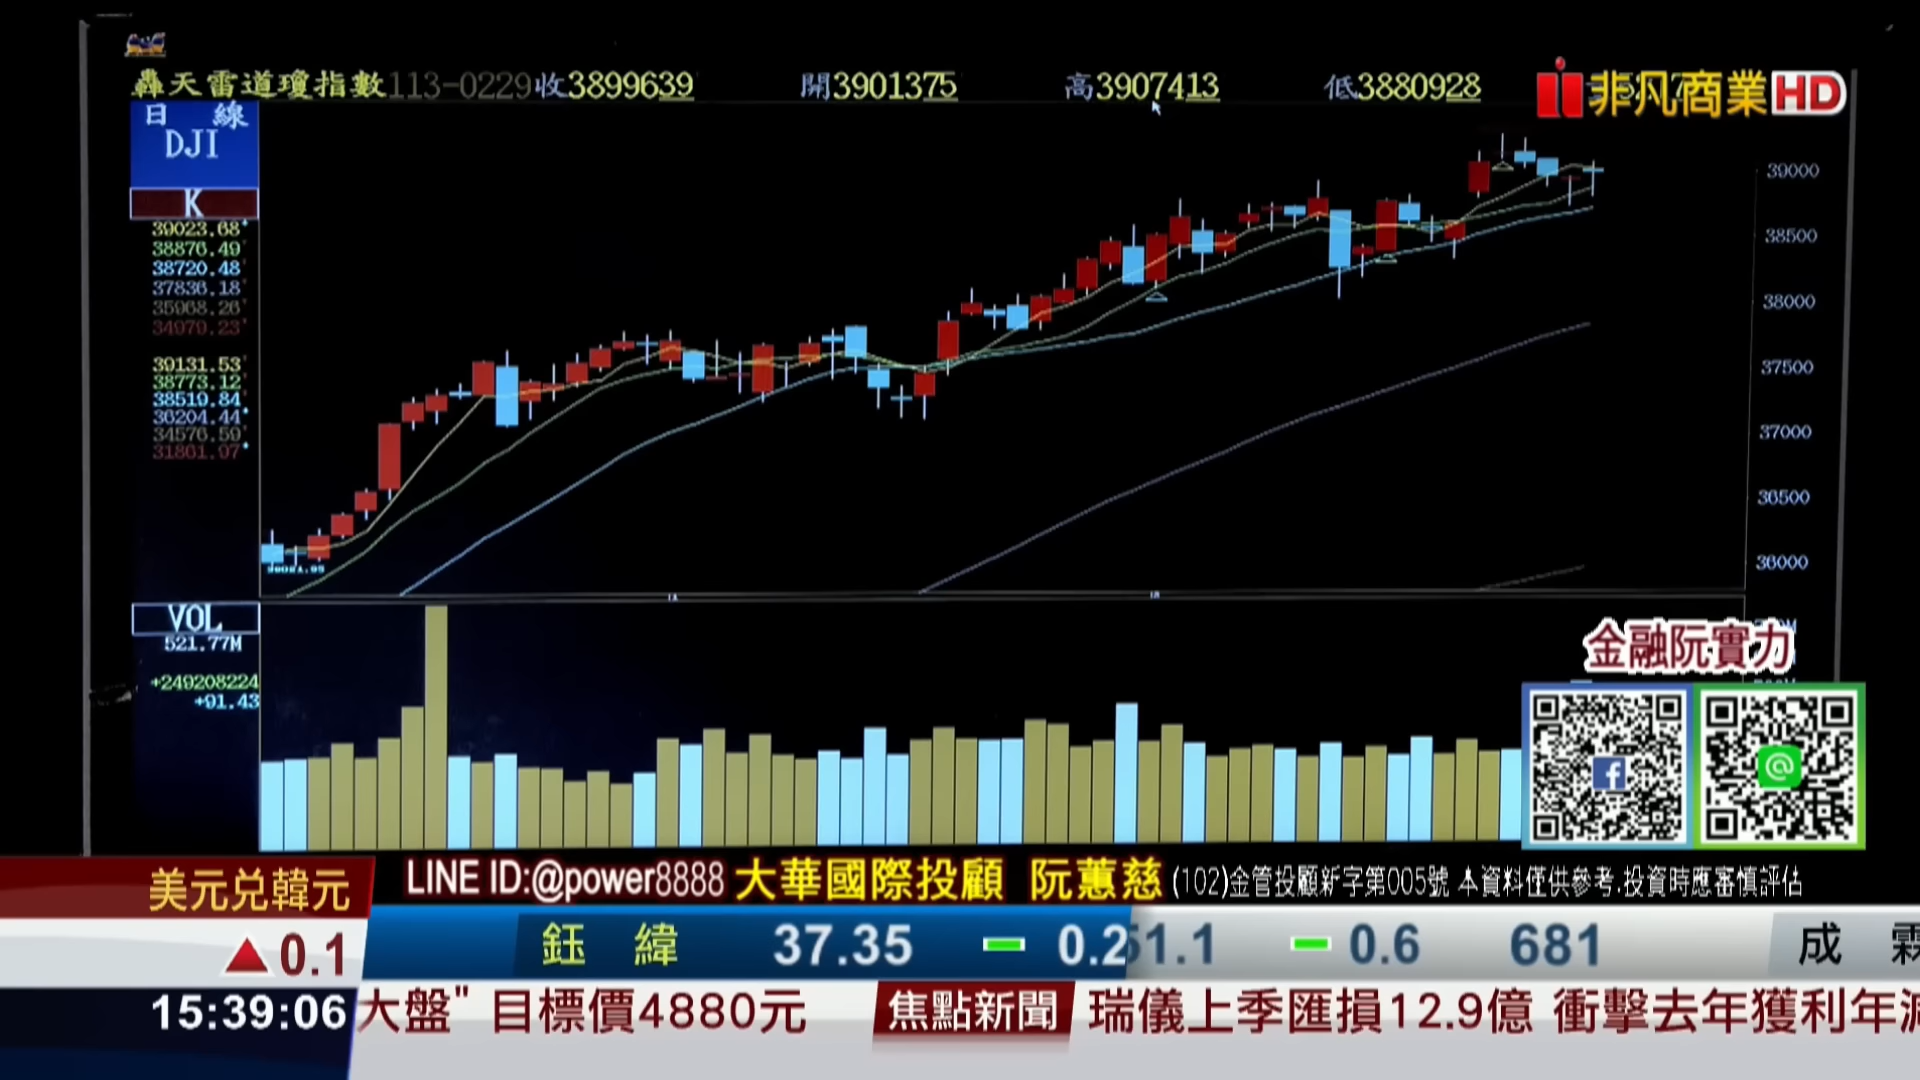 轟天雷道瓊指數113-0229收3899639 開3901375 高3907413 低3880928
非凡商業HD
日 線
DJI
K
39023.68
38876.49
38720.48
37836.18
35968.26
34979.23
39131.53
38773.12
38519.84
36204.44
34576.59
31801.07
39000
38500
38000
37500
37000
36500
36000
VOL
521.77M
+249208224
+91.43
金融阮實力
美元兌韓元
LINE ID:@power8888 大華國際投顧 阮蕙慈 (102)金管投顧新字第005號 本資料僅供參考.投資時應審慎評估
0.1
鈺 緯 37.35 0.2
51.1 0.6 681 成 霖
15:39:06
大盤" 目標價4880元 焦點新聞 瑞儀上季匯損12.9億 衝擊去年獲利年減